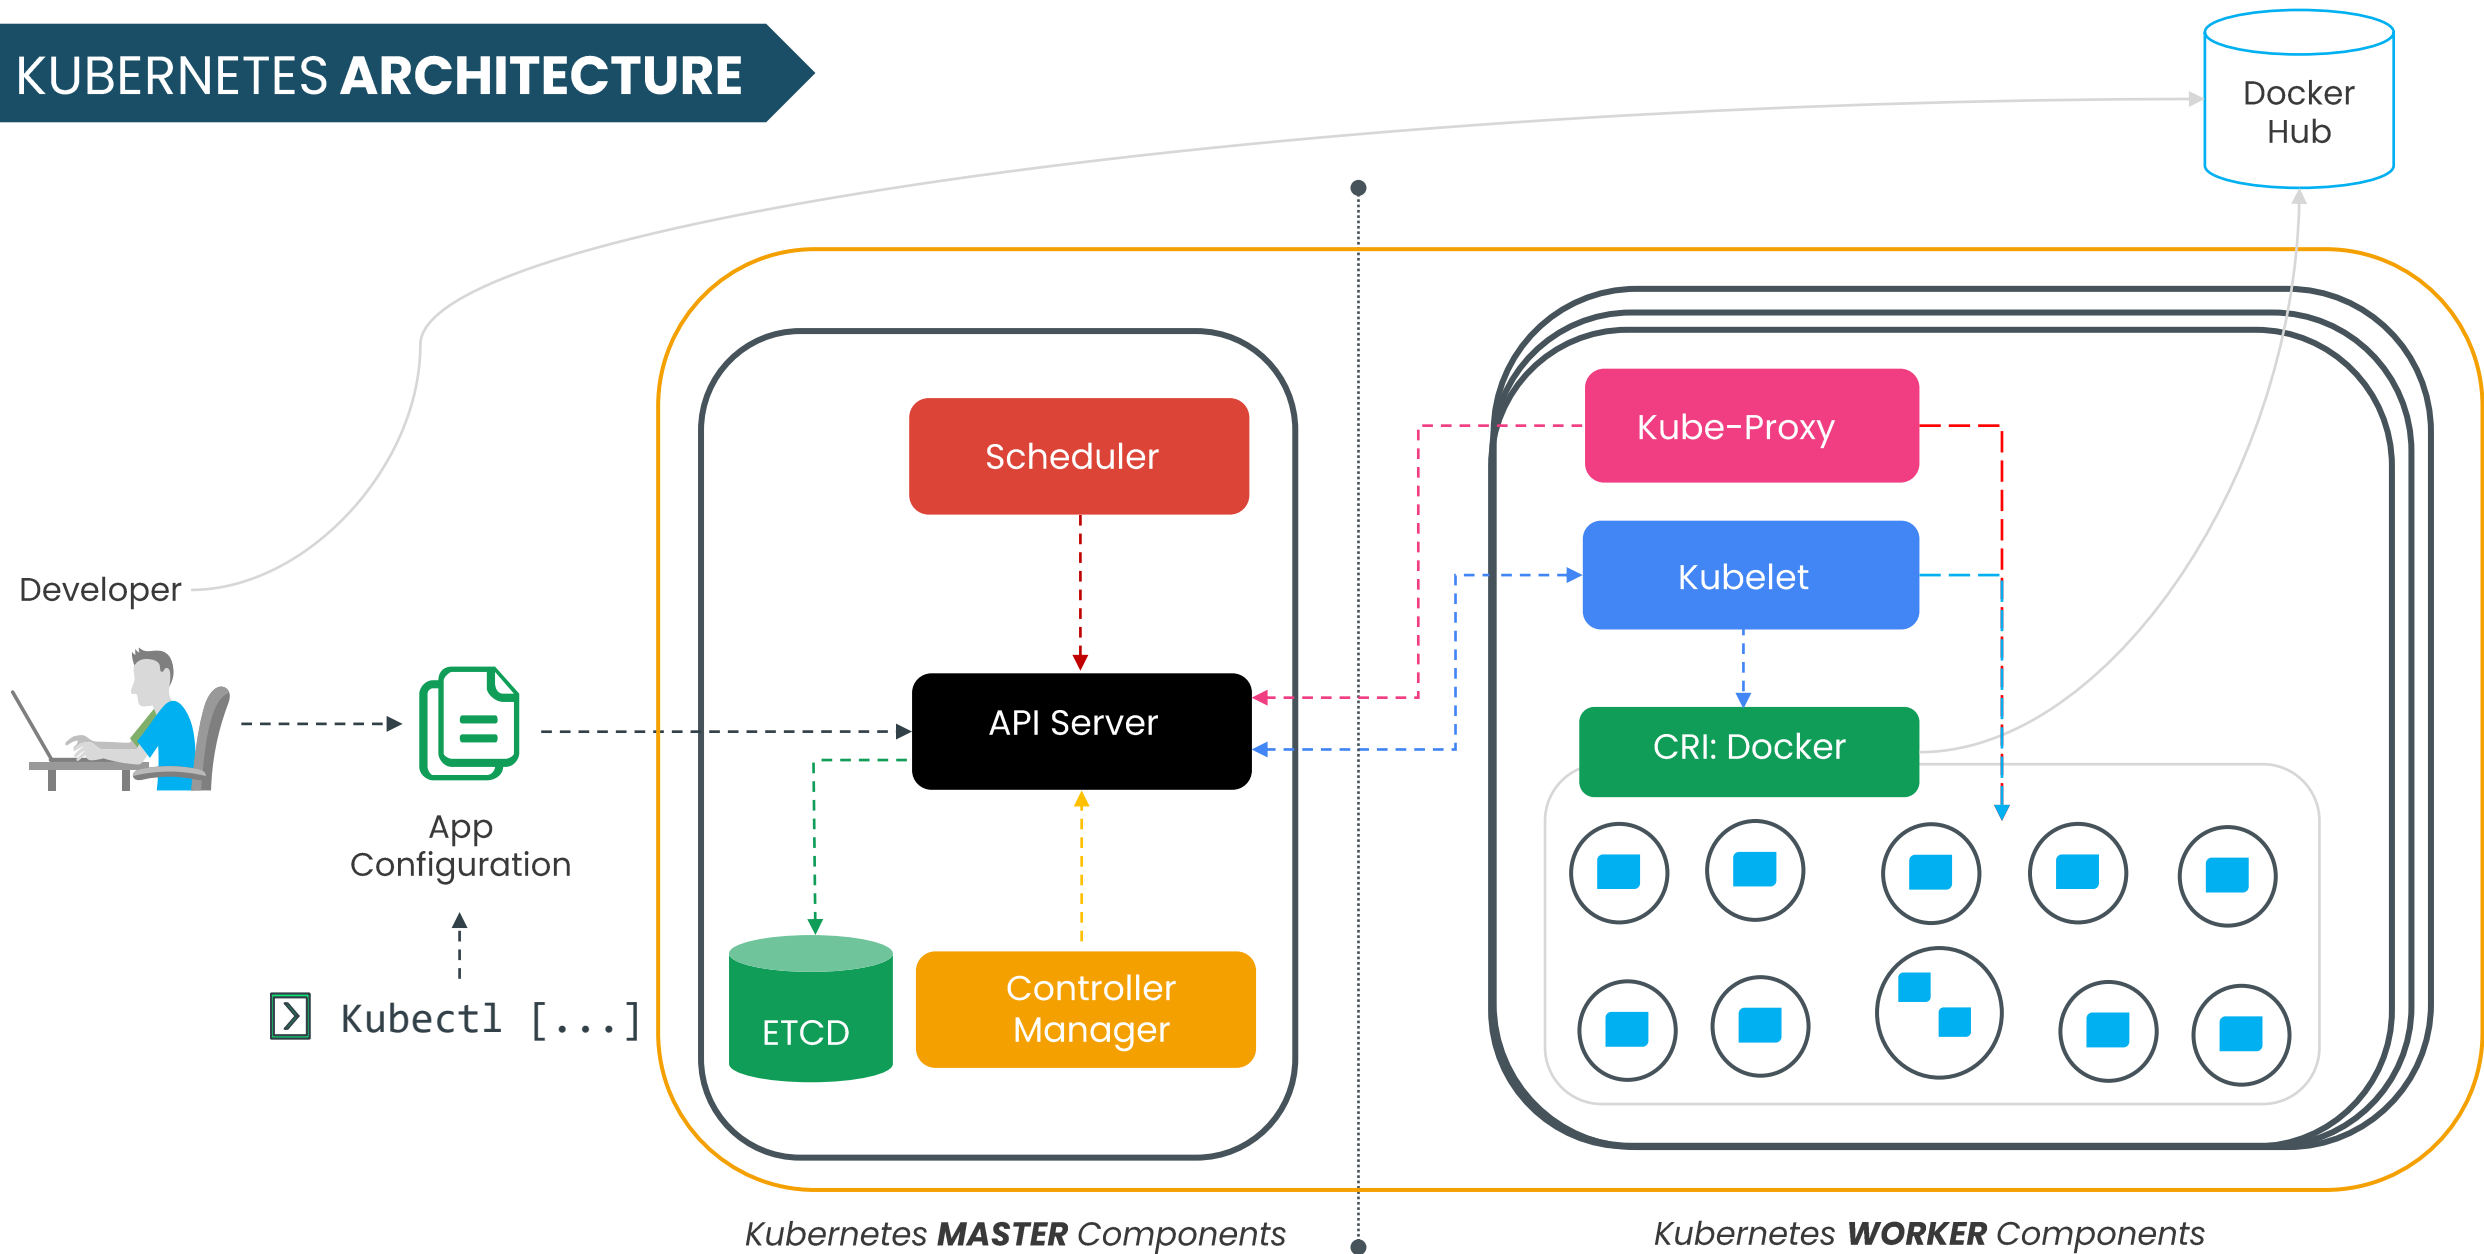 KUBERNETES ARCHITECTURE
Docker
Hub
Developer
App
Configuration
Kubectl [...]
Scheduler
API Server
ETCD
Controller
Manager
Kube-Proxy
Kubelet
CRI: Docker
Kubernetes MASTER Components
Kubernetes WORKER Components